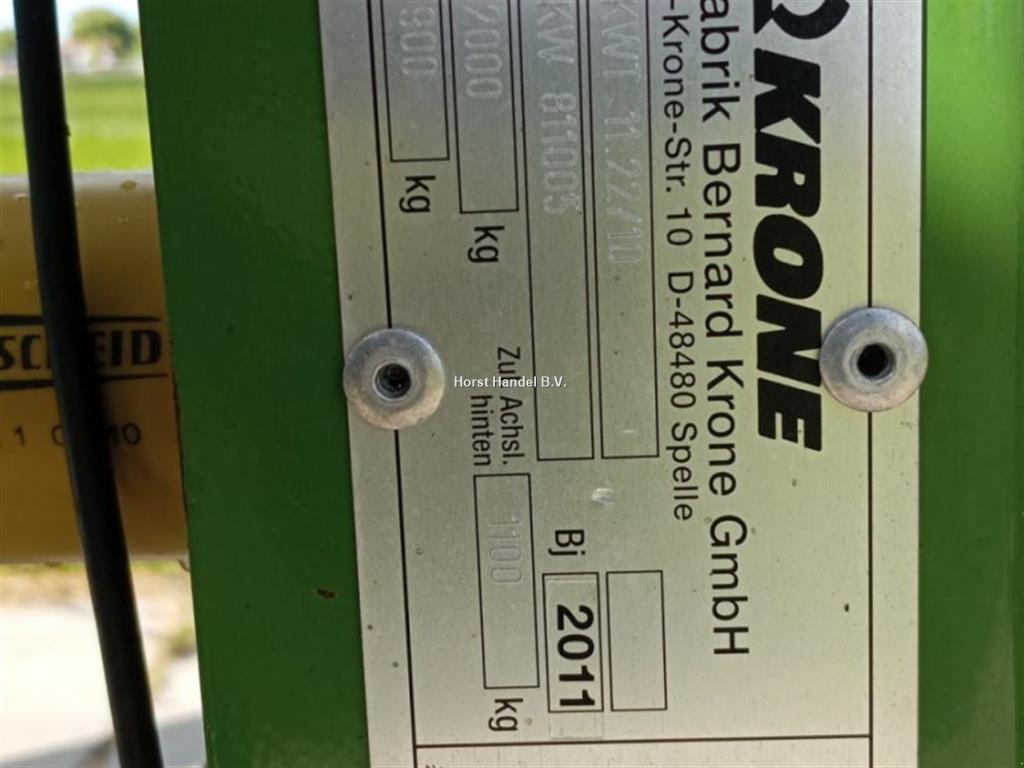 KRONE
abrik Bernard Krone GmbH
-Krone-Str. 10 D-48480 Spelle
KWT 11.22/10
KW 811005 Bj 2011
2000 kg Zul. Achsl. hinten 1100 kg
900 kg
SCHEID
Horst Handel B.V.